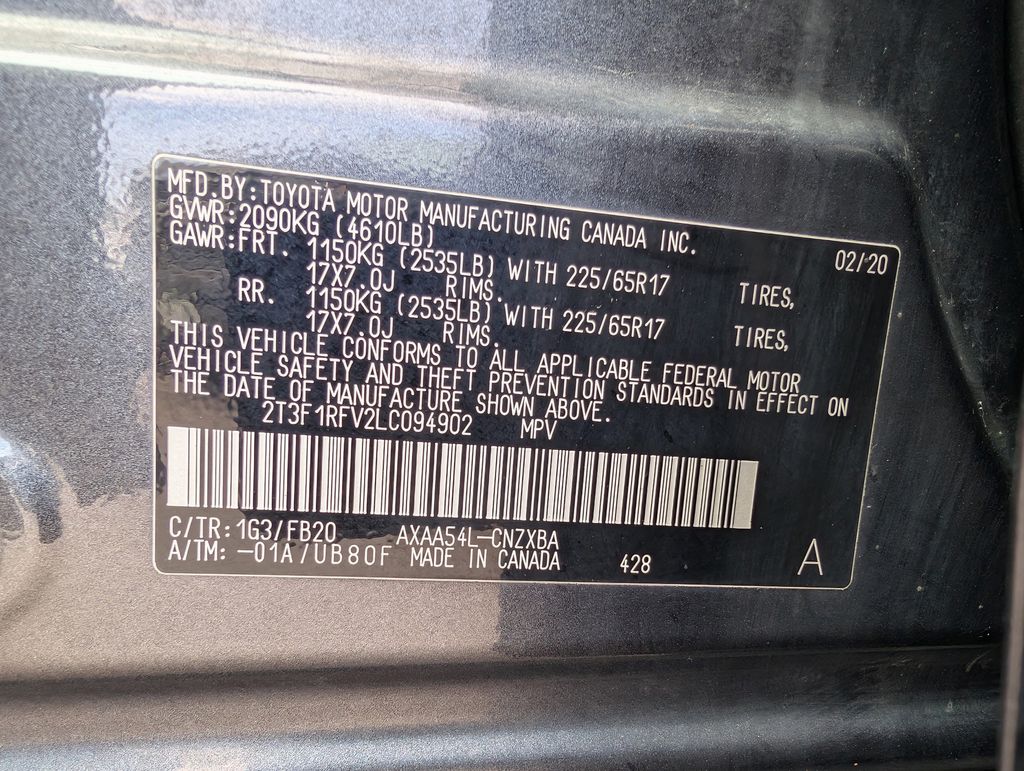 MFD.BY:TOYOTA MOTOR MANUFACTURING CANADA INC.
GVWR:2090KG (4610LB) 02/20
GAWR:FRT. 1150KG (2535LB) WITH 225/65R17 TIRES,
17X7.0J RIMS.
RR. 1150KG (2535LB) WITH 225/65R17 TIRES,
17X7.0J RIMS.
THIS VEHICLE CONFORMS TO ALL APPLICABLE FEDERAL MOTOR
VEHICLE SAFETY AND THEFT PREVENTION STANDARDS IN EFFECT ON
THE DATE OF MANUFACTURE SHOWN ABOVE.
2T3F1RFV2LC094902 MPV
C/TR:1G3/FB20 AXAA54L-CNZXBA
A/TM:-01A/UB80F MADE IN CANADA 428 A